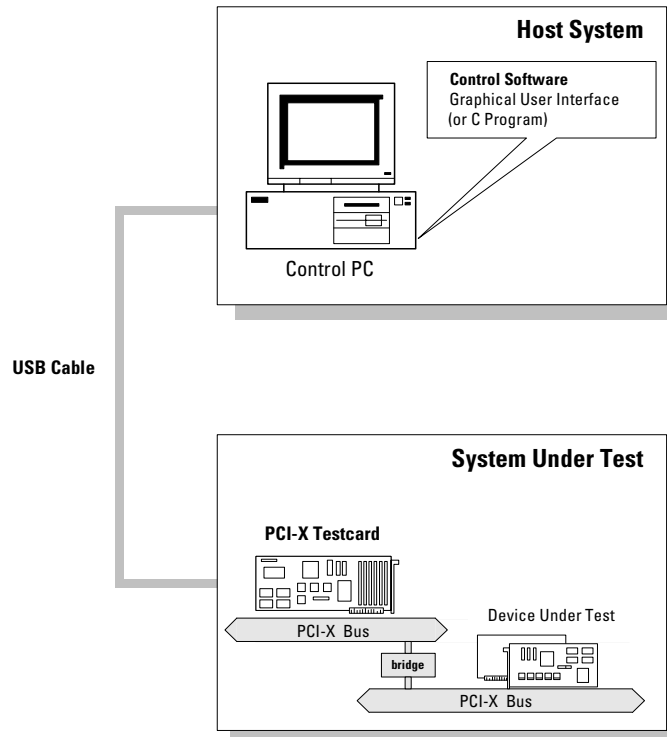 Host System
Control Software
Graphical User Interface
(or C Program)
Control PC
USB Cable
System Under Test
PCI-X Testcard
Device Under Test
PCI-X Bus
bridge
PCI-X Bus